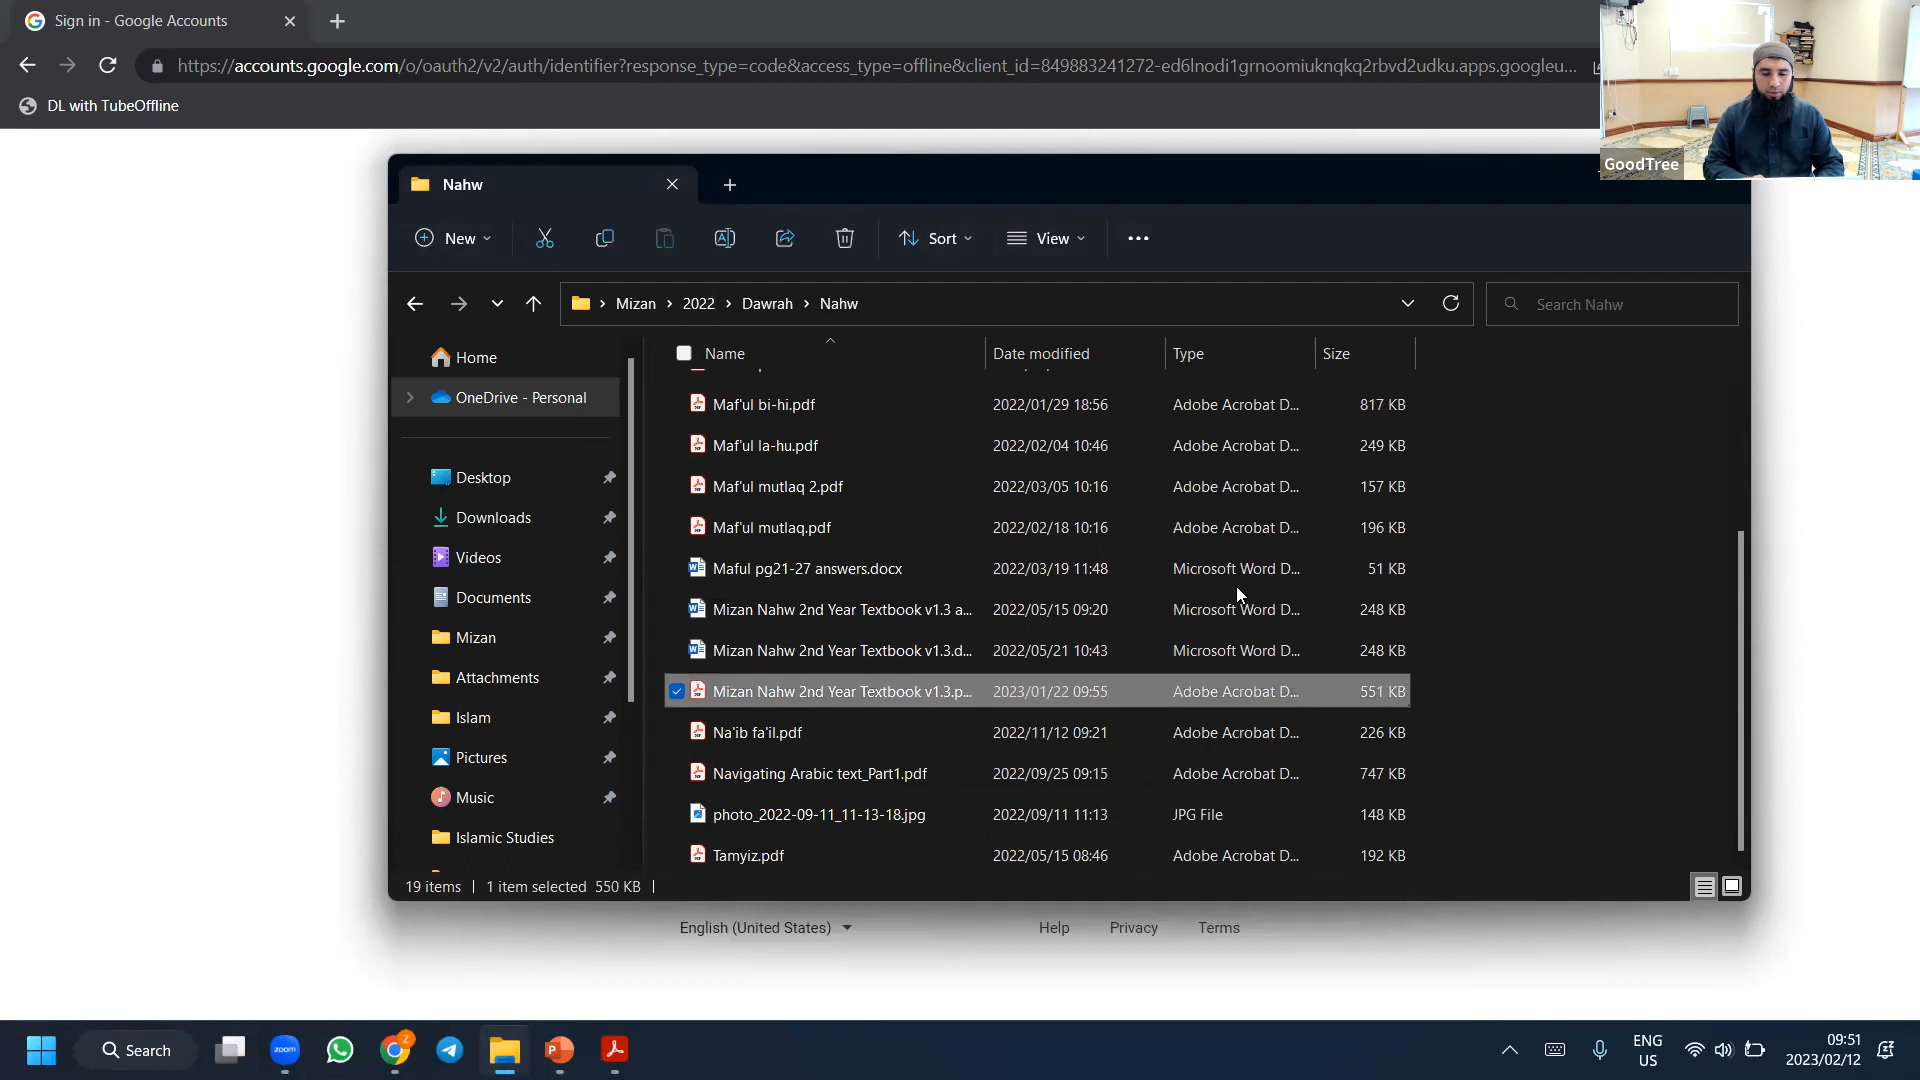 Sign in - Google Accounts
https://accounts.google.com/o/oauth2/v2/auth/identifier?response_type=code&access_type=offline&client_id=849883241272-ed6lnodi1grnoomiuknqkq2rbvd2udku.apps.googleu...
DL with TubeOffline
GoodTree
Nahw
New
Sort
View
Mizan > 2022 > Dawrah > Nahw
Search Nahw
Home
OneDrive - Personal
Desktop
Downloads
Videos
Documents
Mizan
Attachments
Islam
Pictures
Music
Islamic Studies
Name Date modified Type Size
Maf'ul bi-hi.pdf 2022/01/29 18:56 Adobe Acrobat D... 817 KB
Maf'ul la-hu.pdf 2022/02/04 10:46 Adobe Acrobat D... 249 KB
Maf'ul mutlaq 2.pdf 2022/03/05 10:16 Adobe Acrobat D... 157 KB
Maf'ul mutlaq.pdf 2022/02/18 10:16 Adobe Acrobat D... 196 KB
Maful pg21-27 answers.docx 2022/03/19 11:48 Microsoft Word D... 51 KB
Mizan Nahw 2nd Year Textbook v1.3 a... 2022/05/15 09:20 Microsoft Word D... 248 KB
Mizan Nahw 2nd Year Textbook v1.3.d... 2022/05/21 10:43 Microsoft Word D... 248 KB
Mizan Nahw 2nd Year Textbook v1.3.p... 2023/01/22 09:55 Adobe Acrobat D... 551 KB
Na'ib fa'il.pdf 2022/11/12 09:21 Adobe Acrobat D... 226 KB
Navigating Arabic text_Part1.pdf 2022/09/25 09:15 Adobe Acrobat D... 747 KB
photo_2022-09-11_11-13-18.jpg 2022/09/11 11:13 JPG File 148 KB
Tamyiz.pdf 2022/05/15 08:46 Adobe Acrobat D... 192 KB
19 items | 1 item selected 550 KB |
English (United States) Help Privacy Terms
Search
zoom
ENG
US
09:51
2023/02/12